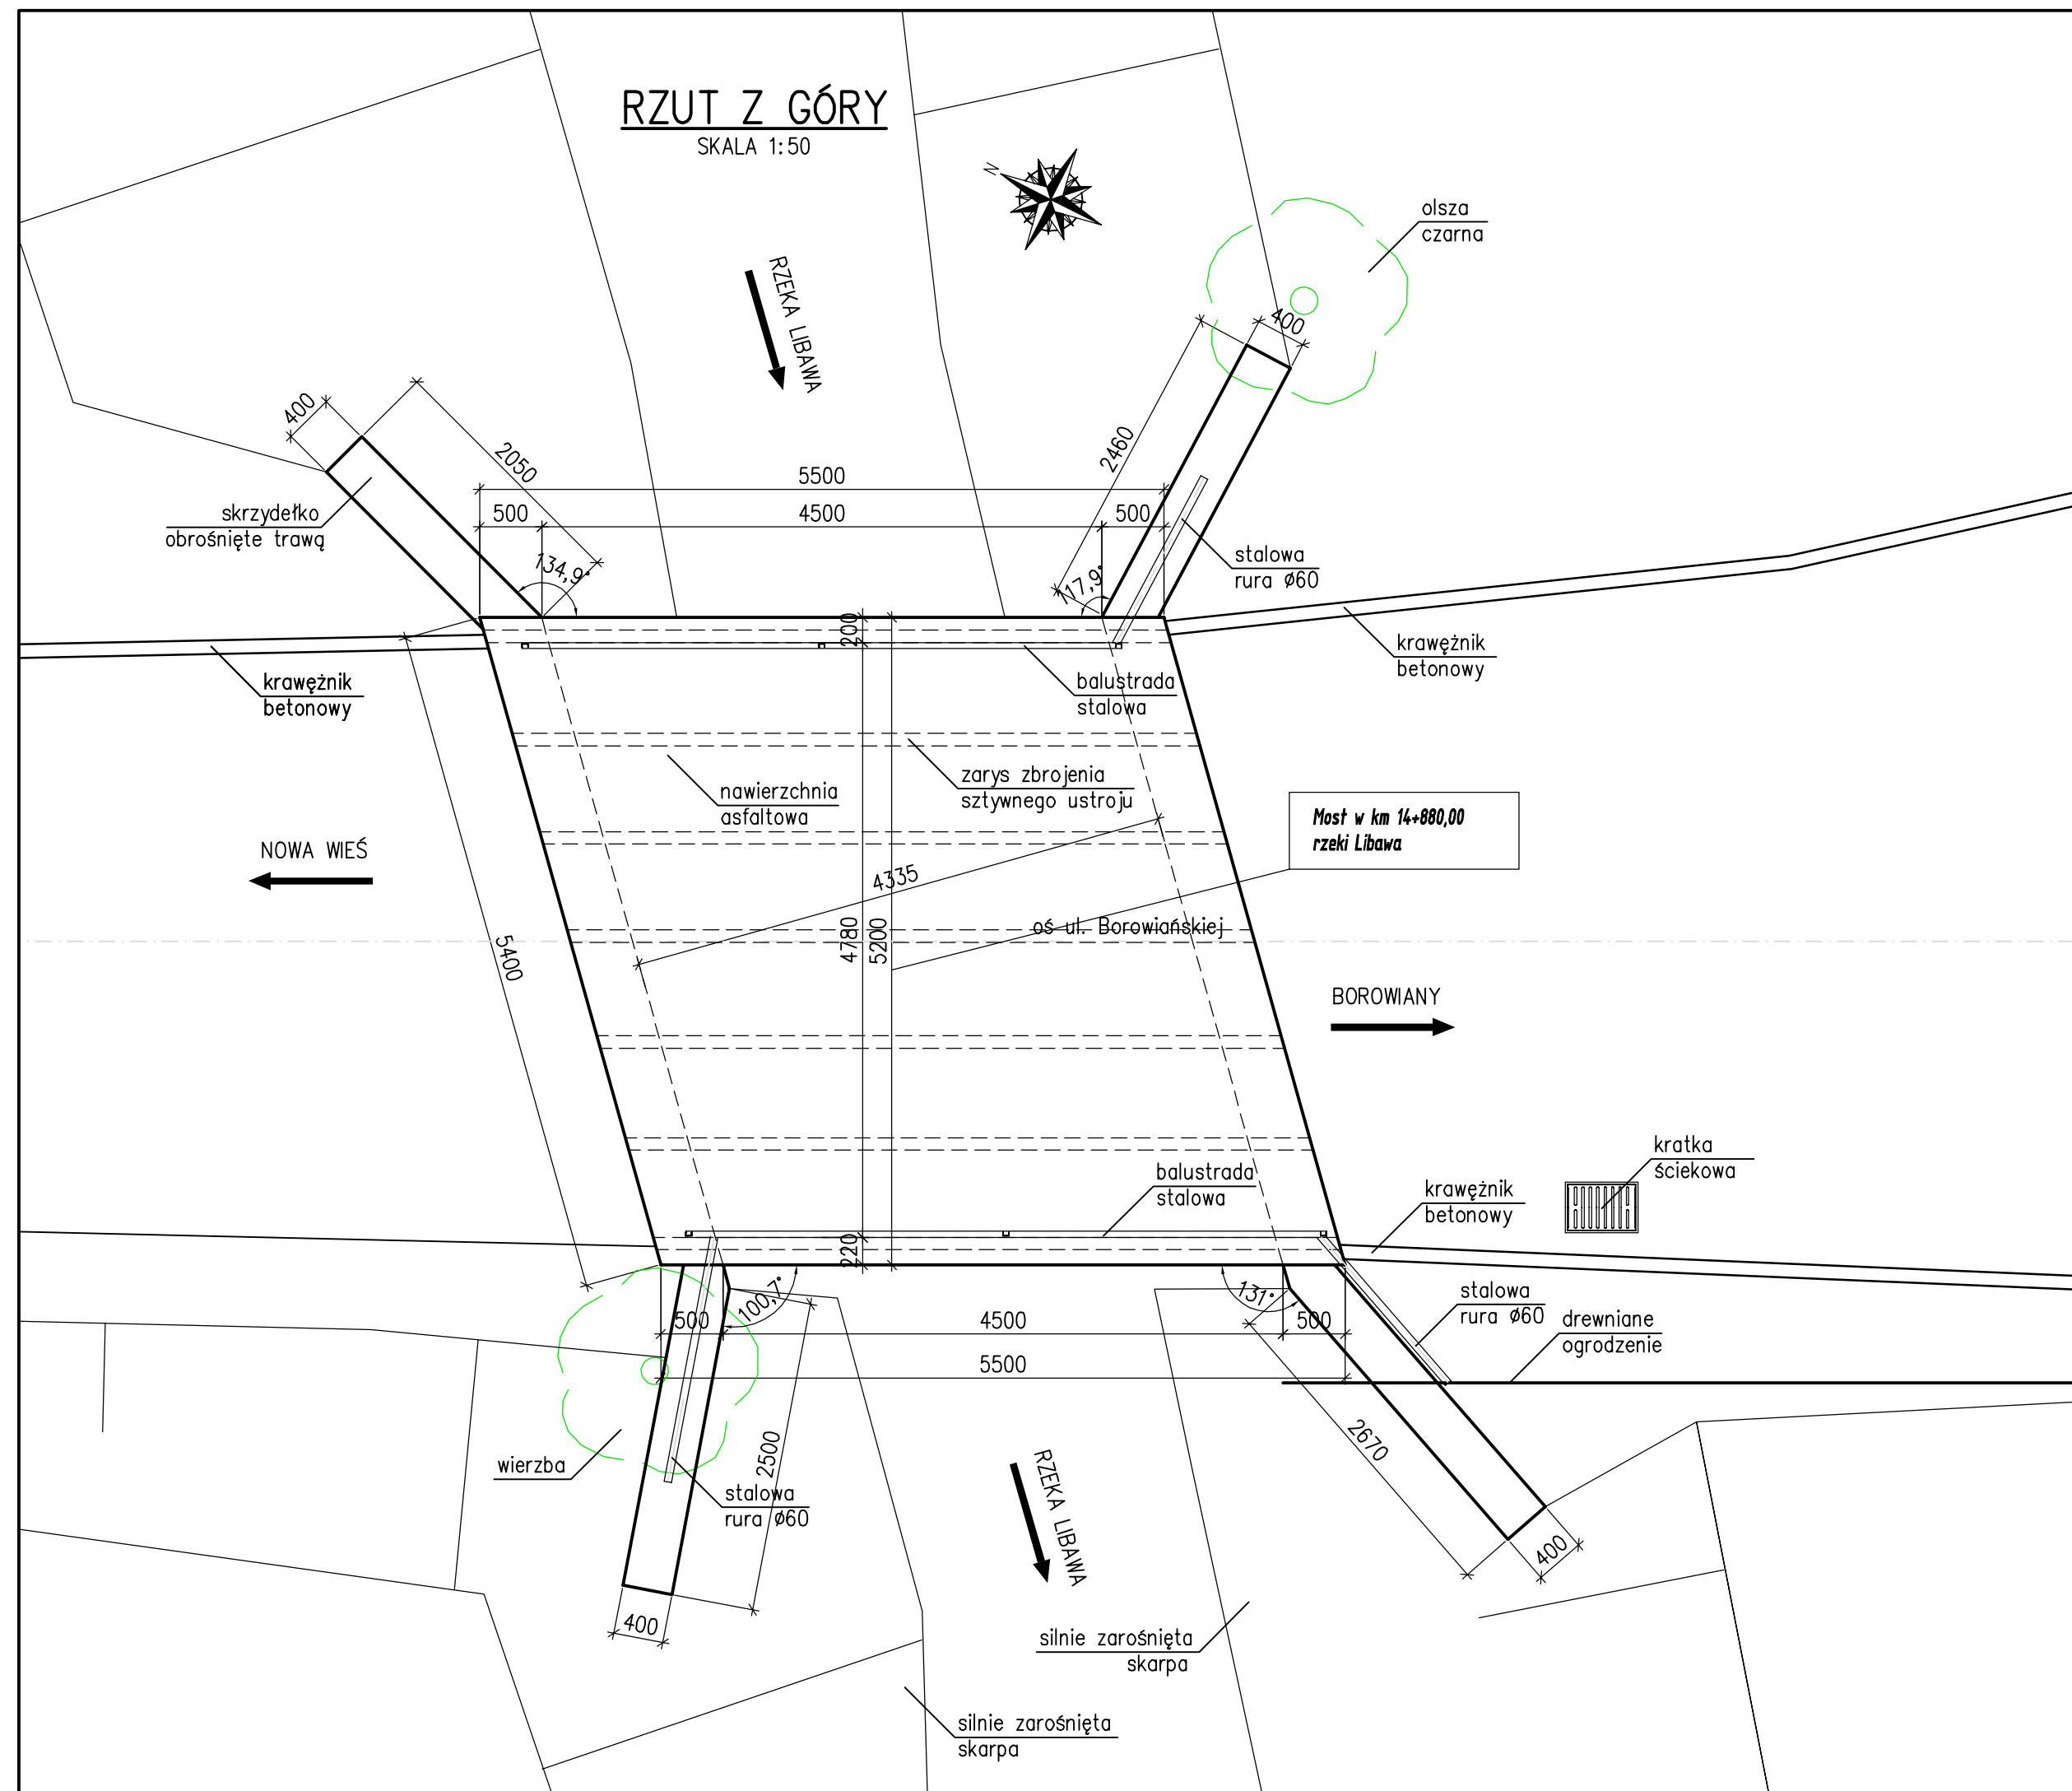 RZUT Z GÓRY
SKALA 1:50
N
RZEKA LIBAWA
olsza
czarna
400
2460
400
2050
5500
500
4500
500
skrzydełko
obrośnięte trawą
134,9°
117,9°
stalowa
rura Ø60
200
krawężnik
betonowy
krawężnik
betonowy
balustrada
stalowa
nawierzchnia
asfaltowa
zarys zbrojenia
sztywnego ustroju
Most w km 14+880,00
rzeki Libawa
NOWA WIEŚ
4335
oś ul. Borowiańskiej
4780
5200
5400
BOROWIANY
kratka
ściekowa
balustrada
stalowa
krawężnik
betonowy
220
100,7°
131°
500
4500
500
5500
stalowa
rura Ø60
drewniane
ogrodzenie
wierzba
2500
stalowa
rura Ø60
2670
RZEKA LIBAWA
400
400
silnie zarośnięta
skarpa
silnie zarośnięta
skarpa